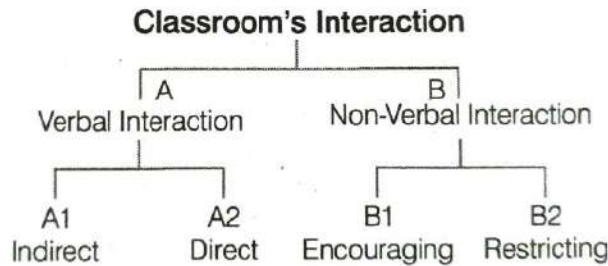 Classroom's Interaction
A B
Verbal Interaction Non-Verbal Interaction
A1 A2 B1 B2
Indirect Direct Encouraging Restricting